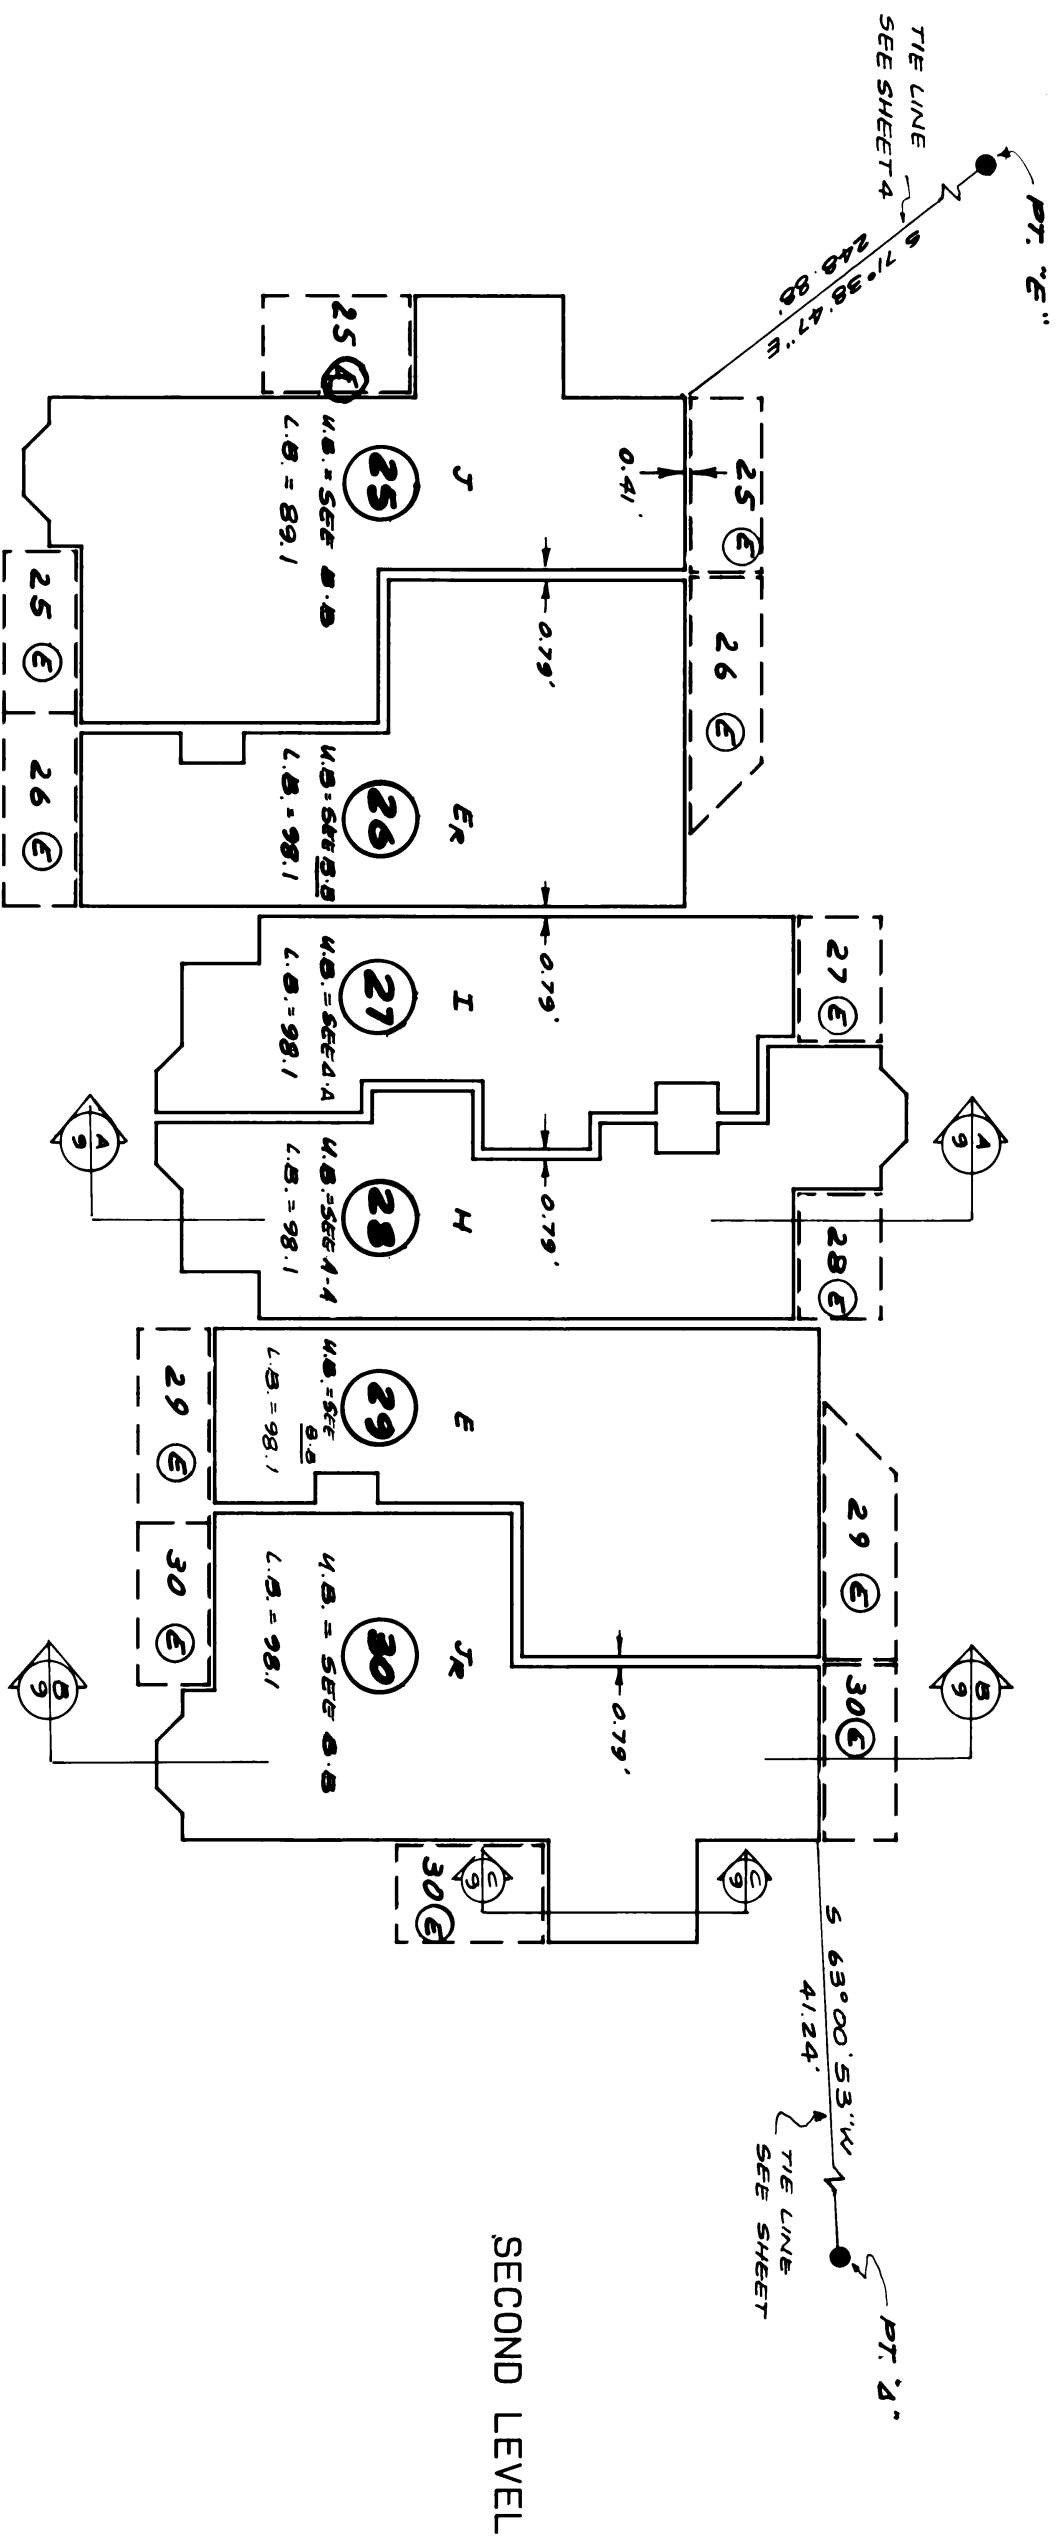 PT. "E"
TIE LINE
SEE SHEET 4
S 71° 38' 47" E
248.88'
25 E
0.41'
26 E
25
J
25
U.B. = SEE B-B
L.B. = 89.1
0.79'
25 E
26 E
ER
26
U.B = SEE B-B
L.B. = 98.1
0.79'
27 E
I
27
U.B. = SEE A-A
L.B. = 98.1
A
9
A
9
0.79'
28 E
H
28
U.B. = SEE A-A
L.B. = 98.1
E
29
U.B. = SEE
B-B
L.B. = 98.1
29 E
29 E
30 E
30 E
0.79'
JR
30
U.B. = SEE B-B
L.B. = 98.1
B
9
B
9
30 E
C
9
C
9
S 63° 00' 53" W
41.24'
TIE LINE
SEE SHEET
PT. "A"
SECOND LEVEL